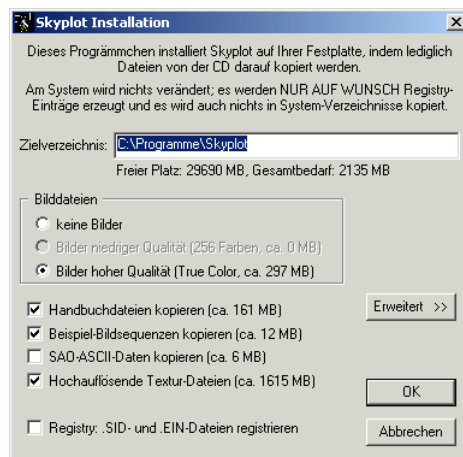 Skyplot Installation
Dieses Prográmmchen installiert Skyplot auf Ihrer Festplatte, indem lediglich
Dateien von der CD darauf kopiert werden.
Am System wird nichts verändert; es werden NUR AUF WUNSCH Registry-
Einträge erzeugt und es wird auch nichts in System-Verzeichnisse kopiert.
Zielverzeichnis: C:\Programme\Skyplot
Freier Platz: 29690 MB, Gesamtbedarf: 2135 MB
Bilddateien
keine Bilder
Bilder niedriger Qualität (256 Farben, ca. 0 MB)
Bilder hoher Qualität (True Color, ca. 297 MB)
Handbuchdateien kopieren (ca. 161 MB)
Erweitert >>
Beispiel-Bildsequenzen kopieren (ca. 12 MB)
SAO-ASCII-Daten kopieren (ca. 6 MB)
Hochauflösende Textur-Dateien (ca. 1615 MB)
OK
Registry: .SID- und .EIN-Dateien registrieren
Abbrechen